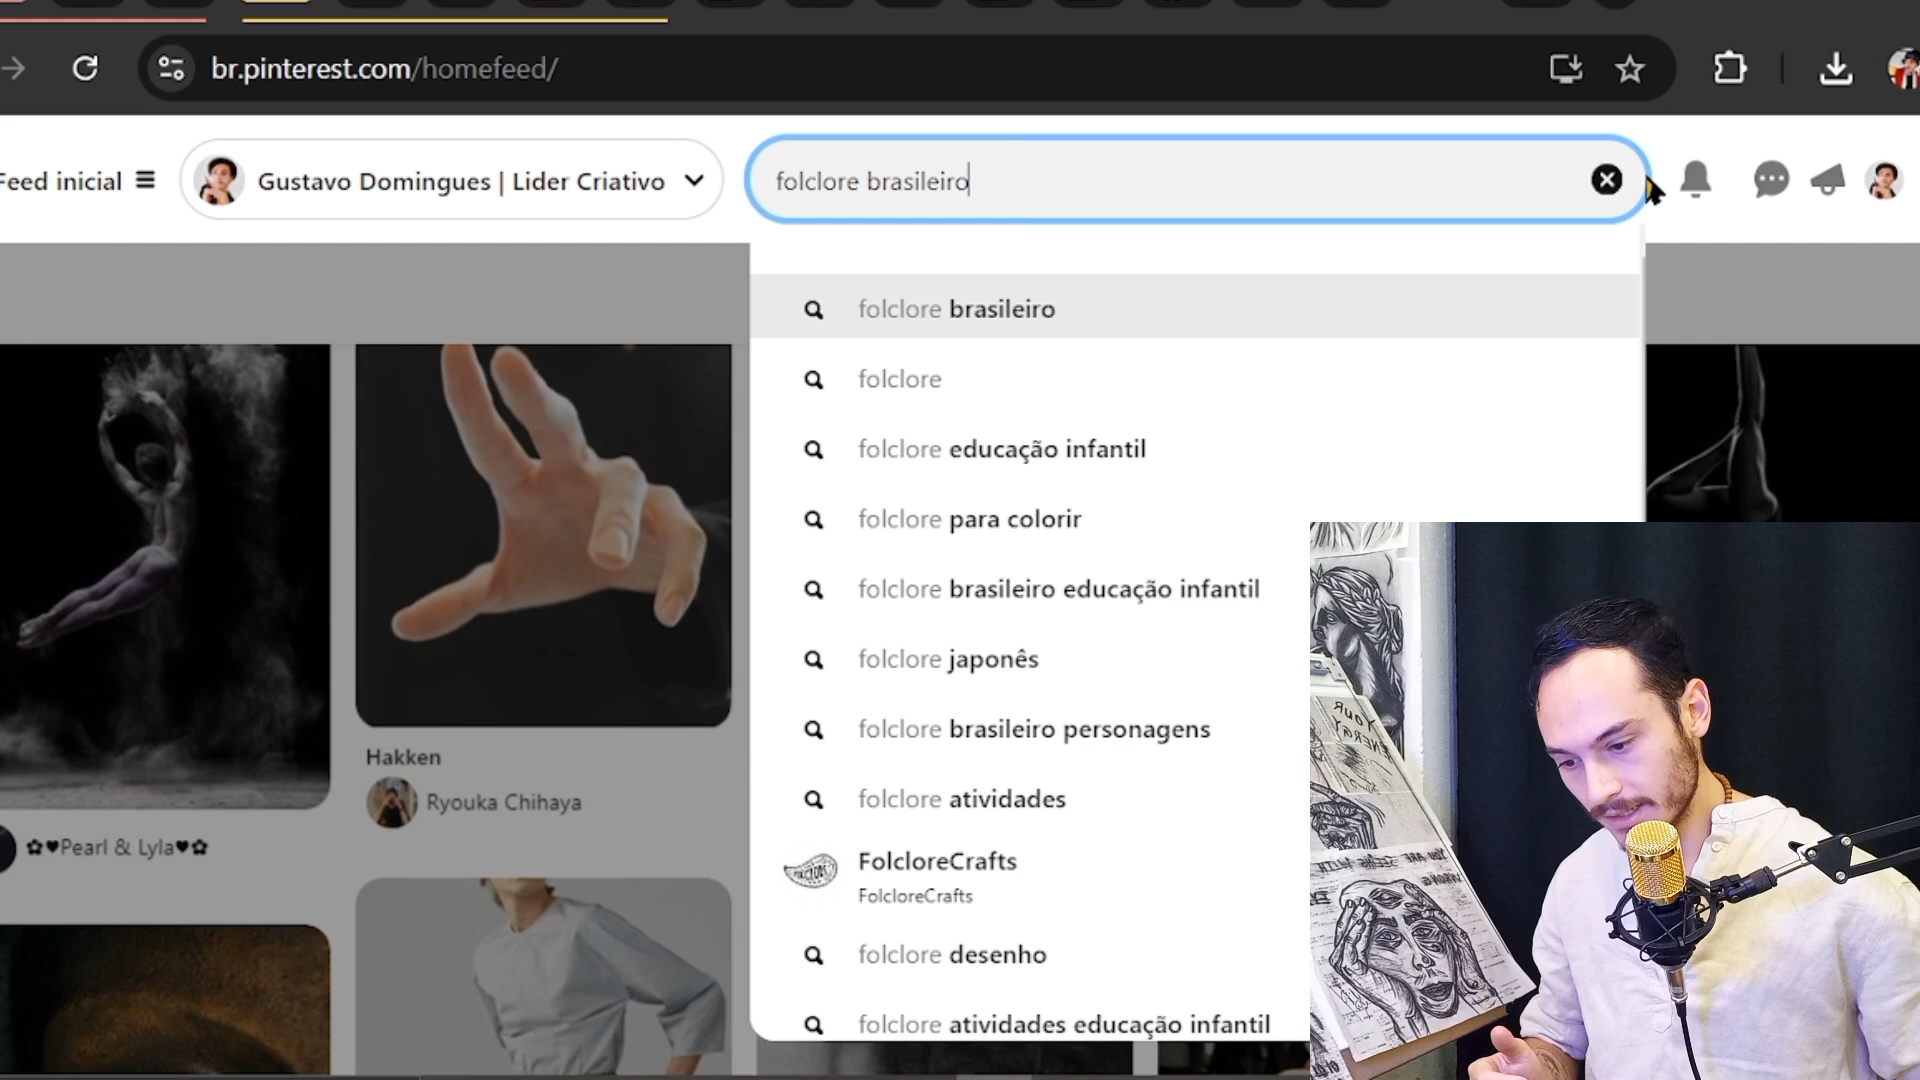 br.pinterest.com/homefeed/
Feed inicial
Gustavo Domingues | Lider Criativo
folclore brasileiro
folclore brasileiro
folclore
folclore educação infantil
folclore para colorir
folclore brasileiro educação infantil
folclore japonês
folclore brasileiro personagens
folclore atividades
FolcloreCrafts
FolcloreCrafts
folclore desenho
folclore atividades educação infantil
Hakken
Ryouka Chihaya
✿♥Pearl & Lyla♥✿
YOUR
ENERGY